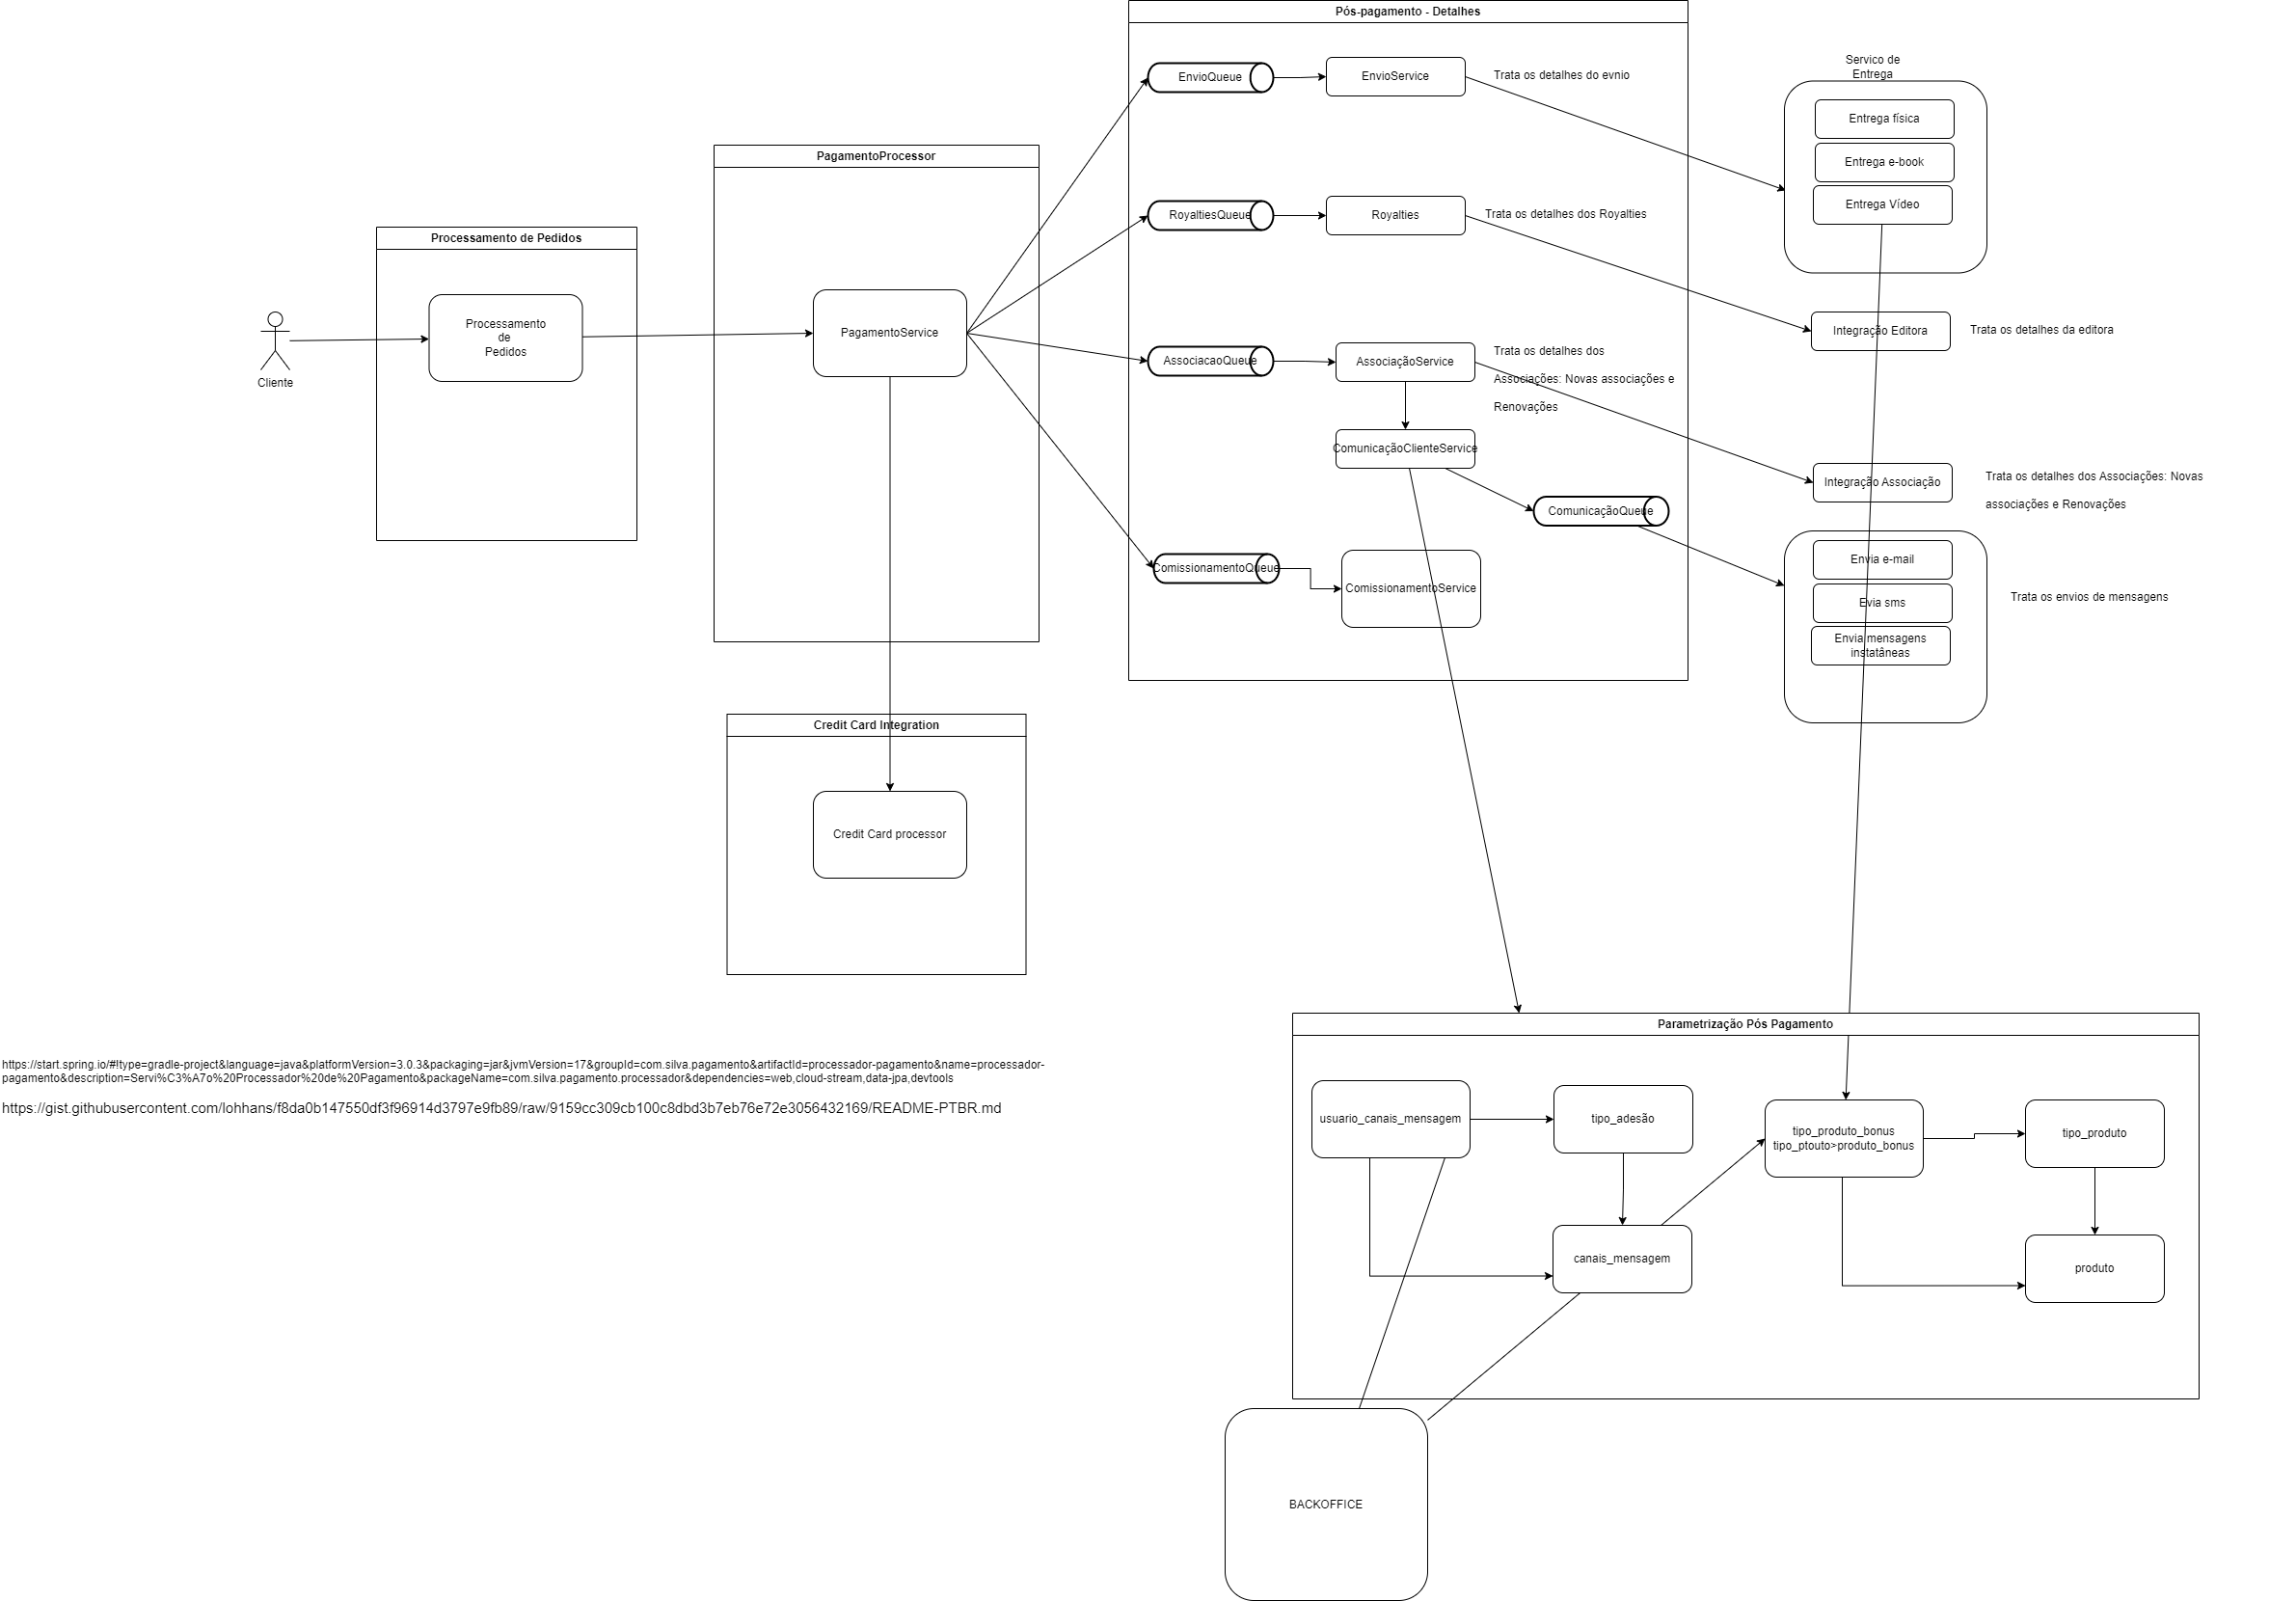 Pós-pagamento - Detalhes
EnvioQueue
EnvioService
Trata os detalhes do evnio
Servico de
Entrega
Entrega física
Entrega e-book
Entrega Vídeo
PagamentoProcessor
RoyaltiesQueue
Royalties
Trata os detalhes dos Royalties
Processamento de Pedidos
Processamento
de
Pedidos
Cliente
PagamentoService
AssociacaoQueue
AssociaçãoService
Trata os detalhes dos
Associações: Novas associações e
Renovações
Integração Editora
Trata os detalhes da editora
ComunicaçãoClienteService
ComunicaçãoQueue
Integração Associação
Trata os detalhes dos Associações: Novas
associações e Renovações
ComissionamentoQueue
ComissionamentoService
Envia e-mail
Evia sms
Envia mensagens
instatâneas
Trata os envios de mensagens
Credit Card Integration
Credit Card processor
Parametrização Pós Pagamento
https://start.spring.io/#!type=gradle-project&language=java&platformVersion=3.0.3&packaging=jar&jvmVersion=17&groupId=com.silva.pagamento&artifactId=processador-pagamento&name=processador-
pagamento&description=Servi%C3%A7o%20Processador%20de%20Pagamento&packageName=com.silva.pagamento.processador&dependencies=web,cloud-stream,data-jpa,devtools
https://gist.githubusercontent.com/lohhans/f8da0b147550df3f96914d3797e9fb89/raw/9159cc309cb100c8dbd3b7eb76e72e3056432169/README-PTBR.md
usuario_canais_mensagem
tipo_adesão
tipo_produto_bonus
tipo_ptouto>produto_bonus
tipo_produto
canais_mensagem
produto
BACKOFFICE